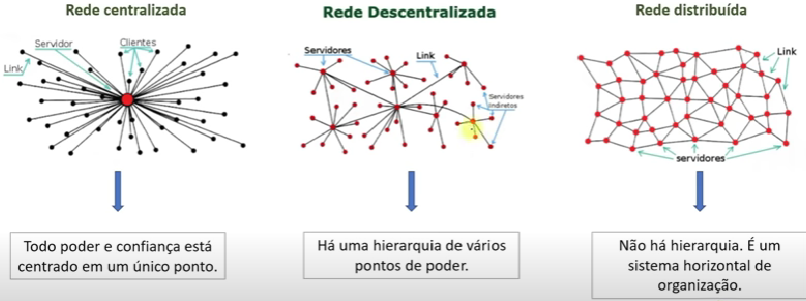 Rede centralizada
Servidor
Clientes
Link
Todo poder e confiança está
centrado em um único ponto.
Rede Descentralizada
Servidores
Link
Servidores
indiretos
Há uma hierarquia de vários
pontos de poder.
Rede distribuída
Link
servidores
Não há hierarquia. É um
sistema horizontal de
organização.